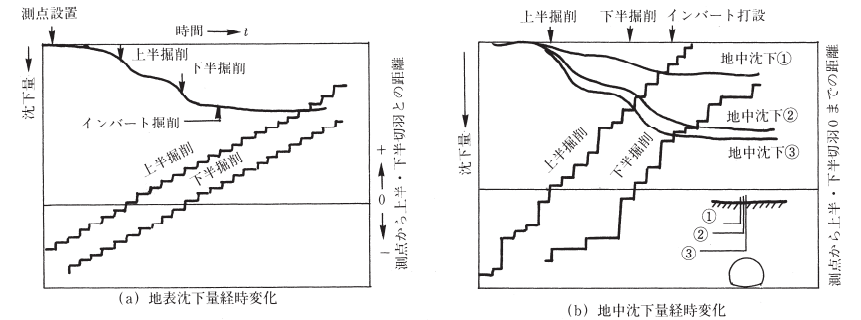 測点設置
時間 → t
上半掘削
下半掘削
インバート掘削
沈下量
上半掘削
下半掘削
+
0
−
測点から上半・下半切羽との距離
(a) 地表沈下量経時変化
上半掘削
下半掘削
インバート打設
地中沈下①
地中沈下②
地中沈下③
沈下量
上半掘削
下半掘削
①
②
③
測点から上半・下半切羽0までの距離
(b) 地中沈下量経時変化